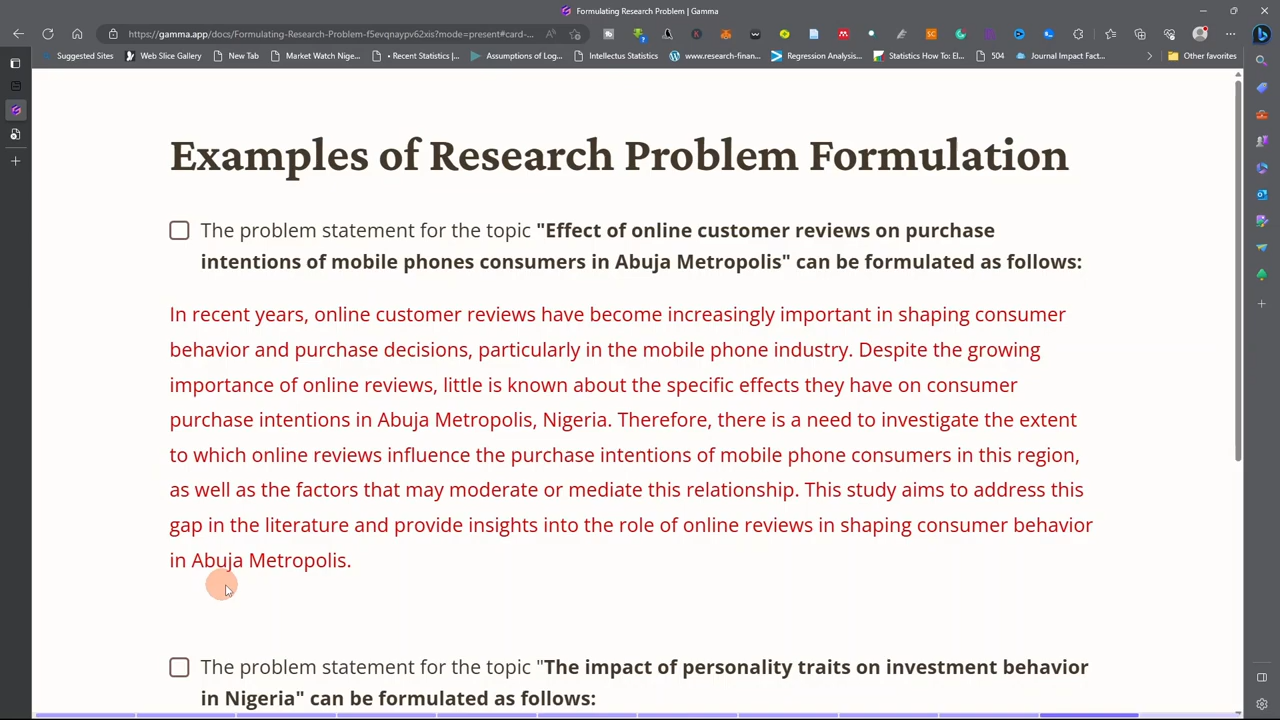 Formulating Research Problem | Gamma
https://gamma.app/docs/Formulating-Research-Problem-f5evqnaypv62xis?mode=present#card-...
Suggested Sites
Web Slice Gallery
New Tab
Market Watch Nige...
• Recent Statistics |...
Assumptions of Log...
Intellectus Statistics
www.research-finan...
Regression Analysis...
Statistics How To: El...
504
Journal Impact Fact...
Other favorites
Examples of Research Problem Formulation
The problem statement for the topic "Effect of online customer reviews on purchase
intentions of mobile phones consumers in Abuja Metropolis" can be formulated as follows:
In recent years, online customer reviews have become increasingly important in shaping consumer
behavior and purchase decisions, particularly in the mobile phone industry. Despite the growing
importance of online reviews, little is known about the specific effects they have on consumer
purchase intentions in Abuja Metropolis, Nigeria. Therefore, there is a need to investigate the extent
to which online reviews influence the purchase intentions of mobile phone consumers in this region,
as well as the factors that may moderate or mediate this relationship. This study aims to address this
gap in the literature and provide insights into the role of online reviews in shaping consumer behavior
in Abuja Metropolis.
The problem statement for the topic "The impact of personality traits on investment behavior
in Nigeria" can be formulated as follows: